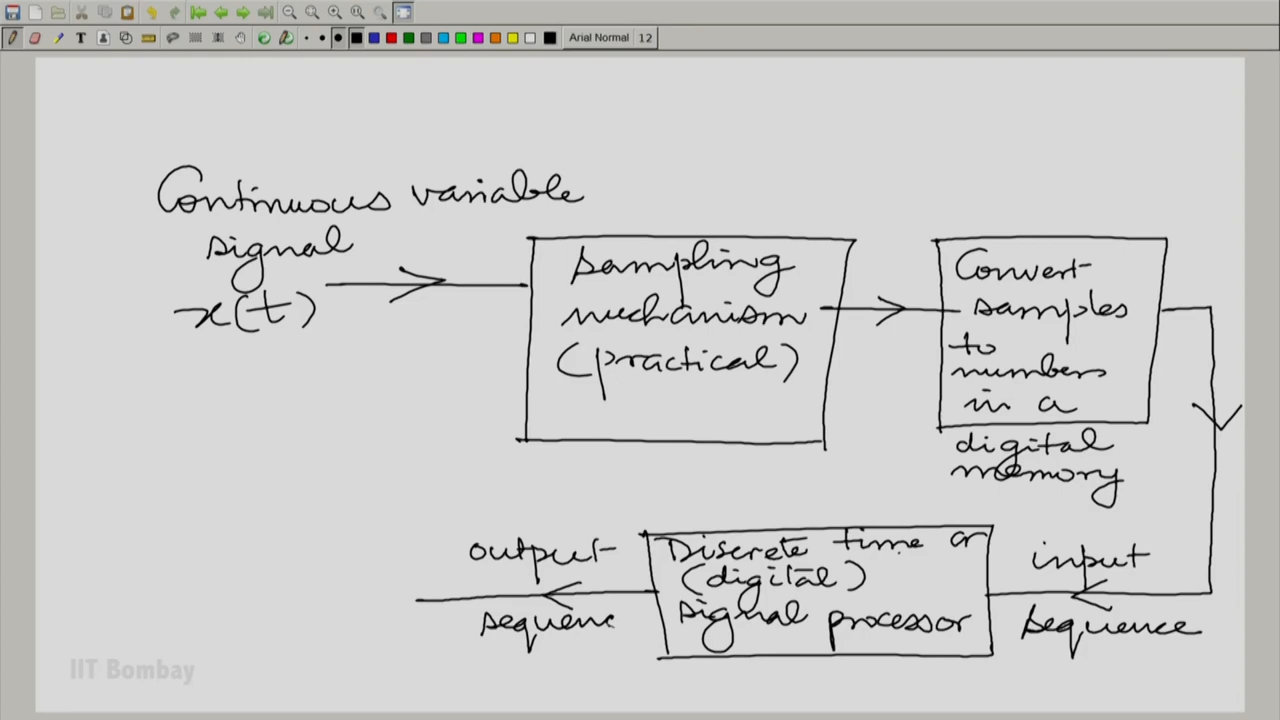 Arial Normal 12
Continuous variable
signal
x(t)
Sampling
mechanism
(practical)
Convert
samples
to
numbers
in a
digital
memory
input
sequence
Discrete time or
(digital)
signal processor
output
sequenc
IIT Bombay